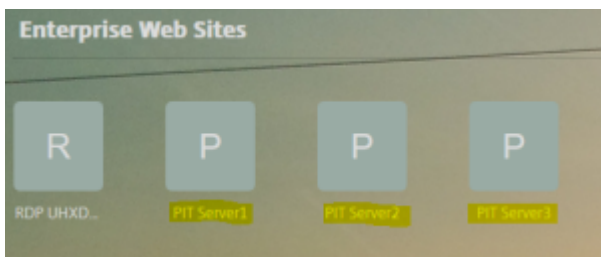 Enterprise Web Sites
R P P P
RDP UHXD... PIT Server1 PIT Server2 PIT Server3